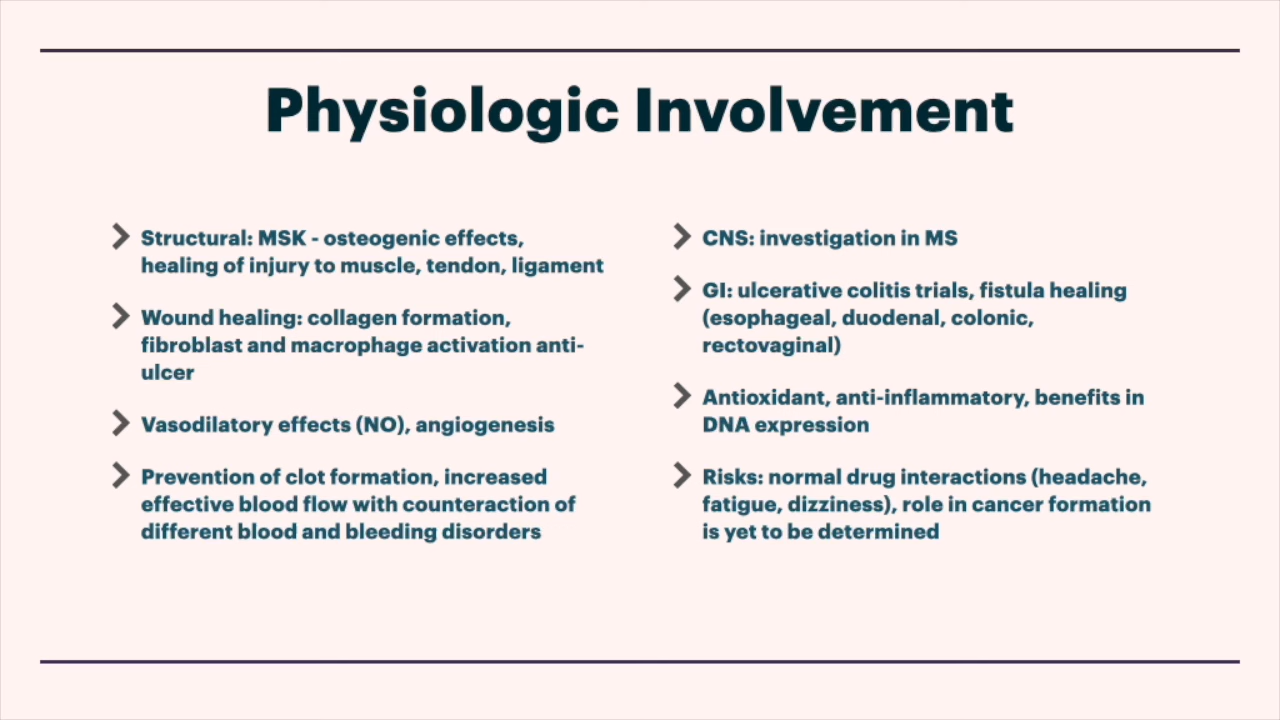 Physiologic Involvement
Structural: MSK - osteogenic effects,
healing of injury to muscle, tendon, ligament
Wound healing: collagen formation,
fibroblast and macrophage activation anti-
ulcer
Vasodilatory effects (NO), angiogenesis
Prevention of clot formation, increased
effective blood flow with counteraction of
different blood and bleeding disorders
CNS: investigation in MS
GI: ulcerative colitis trials, fistula healing
(esophageal, duodenal, colonic,
rectovaginal)
Antioxidant, anti-inflammatory, benefits in
DNA expression
Risks: normal drug interactions (headache,
fatigue, dizziness), role in cancer formation
is yet to be determined